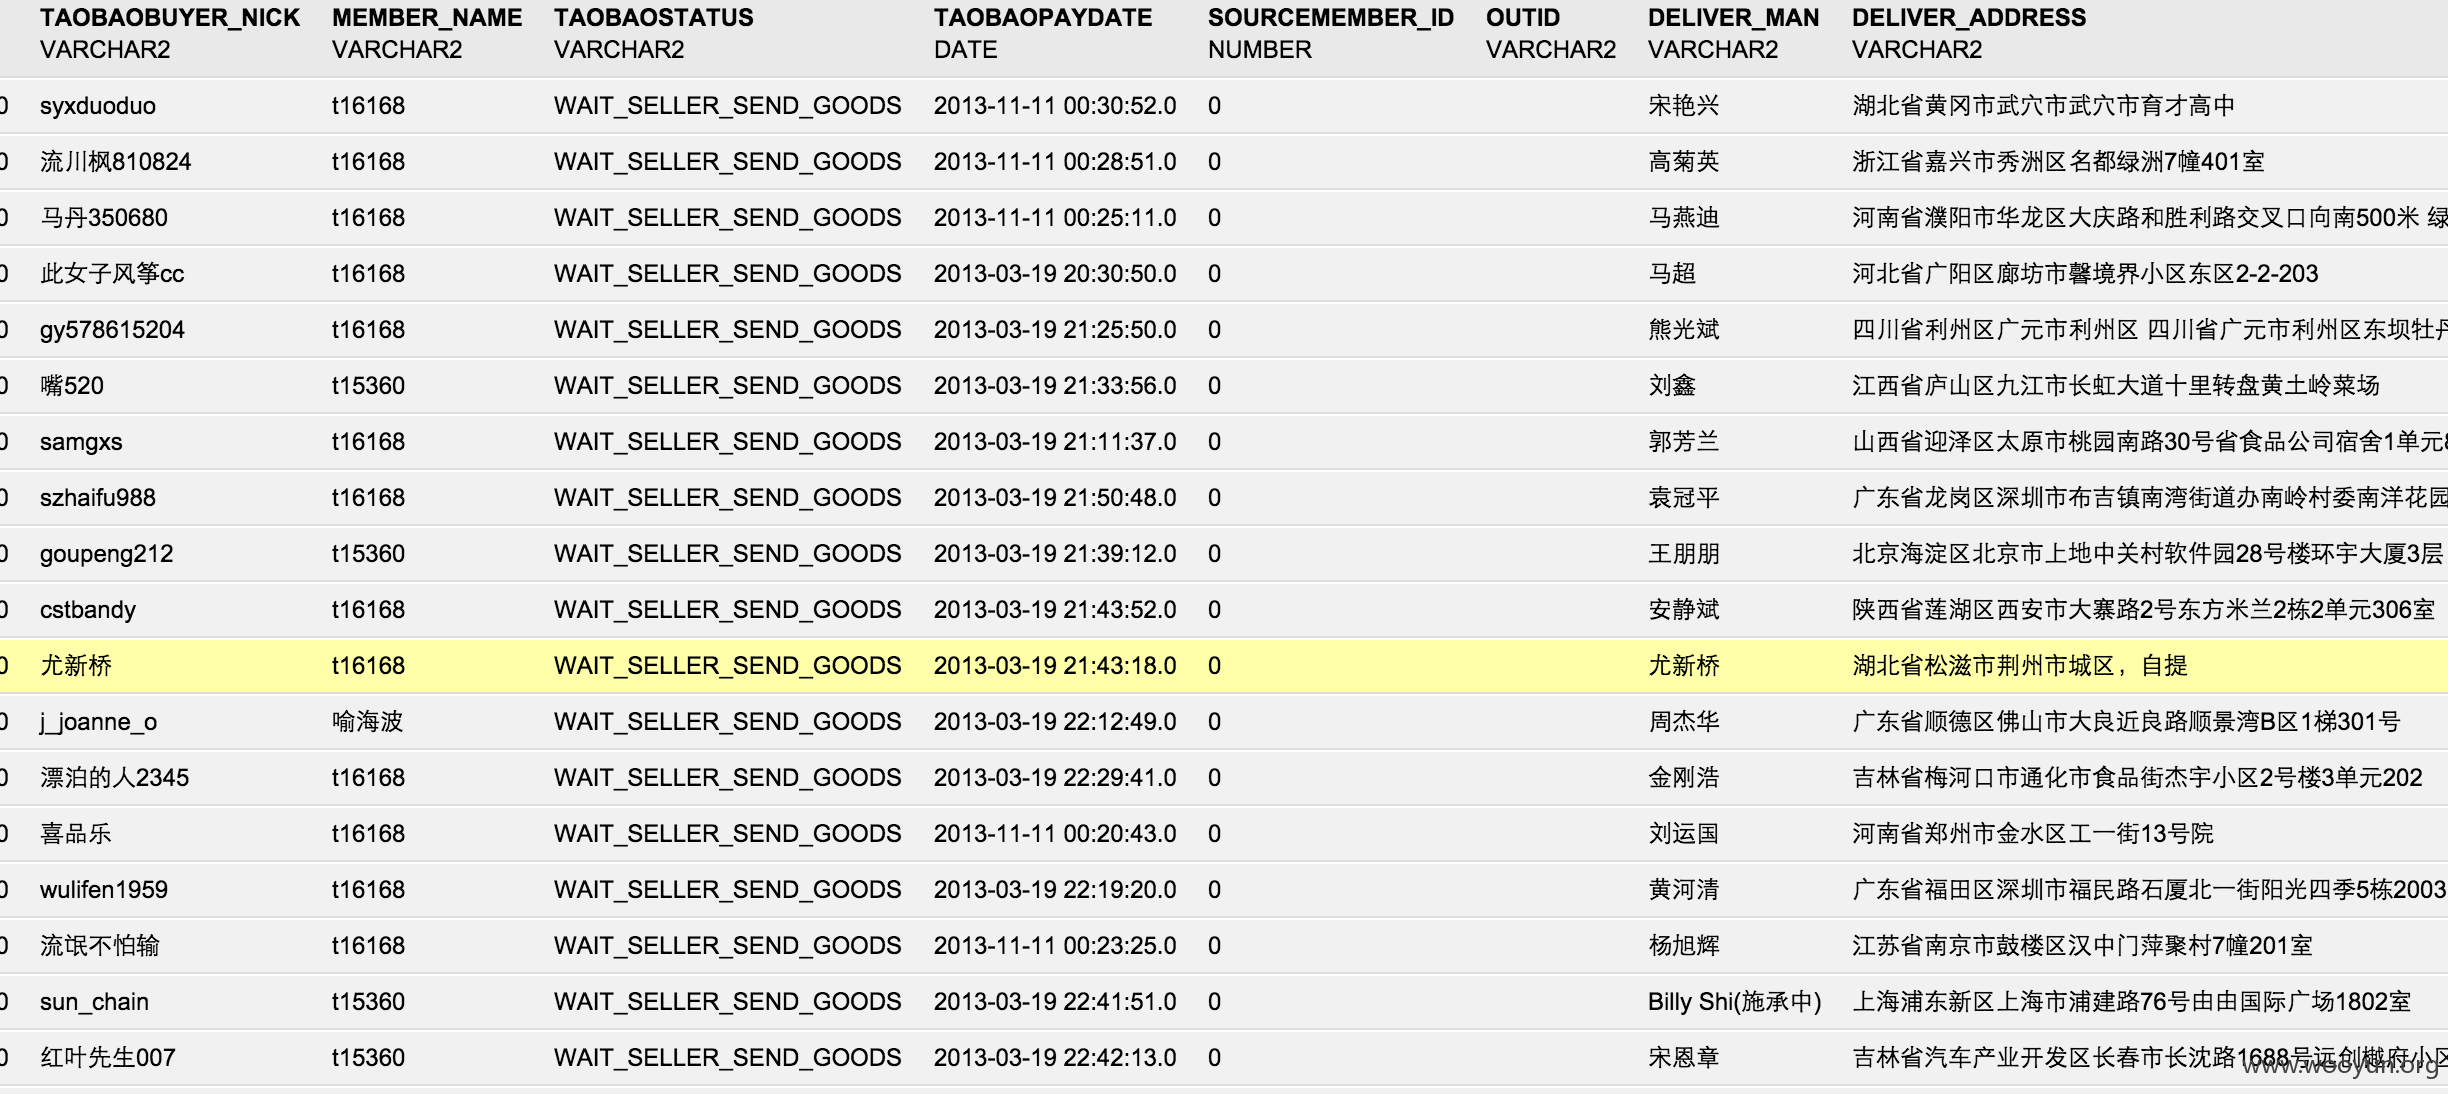 TAOBAOBUYER_NICK MEMBER_NAME TAOBAOSTATUS TAOBAOPAYDATE SOURCEMEMBER_ID OUTID DELIVER_MAN DELIVER_ADDRESS
VARCHAR2 VARCHAR2 VARCHAR2 DATE NUMBER VARCHAR2 VARCHAR2 VARCHAR2
0 syxduoduo t16168 WAIT_SELLER_SEND_GOODS 2013-11-11 00:30:52.0 0 宋艳兴 湖北省黄冈市武穴市武穴市育才高中
0 流川枫810824 t16168 WAIT_SELLER_SEND_GOODS 2013-11-11 00:28:51.0 0 高菊英 浙江省嘉兴市秀洲区名都绿洲7幢401室
0 马丹350680 t16168 WAIT_SELLER_SEND_GOODS 2013-11-11 00:25:11.0 0 马燕迪 河南省濮阳市华龙区大庆路和胜利路交叉口向南500米 绿
0 此女子风筝cc t16168 WAIT_SELLER_SEND_GOODS 2013-03-19 20:30:50.0 0 马超 河北省广阳区廊坊市馨境界小区东区2-2-203
0 gy578615204 t16168 WAIT_SELLER_SEND_GOODS 2013-03-19 21:25:50.0 0 熊光斌 四川省利州区广元市利州区 四川省广元市利州区东坝牡丹
0 嘴520 t15360 WAIT_SELLER_SEND_GOODS 2013-03-19 21:33:56.0 0 刘鑫 江西省庐山区九江市长虹大道十里转盘黄土岭菜场
0 samgxs t16168 WAIT_SELLER_SEND_GOODS 2013-03-19 21:11:37.0 0 郭芳兰 山西省迎泽区太原市桃园南路30号省食品公司宿舍1单元8
0 szhaifu988 t16168 WAIT_SELLER_SEND_GOODS 2013-03-19 21:50:48.0 0 袁冠平 广东省龙岗区深圳市布吉镇南湾街道办南岭村委南洋花园
0 goupeng212 t15360 WAIT_SELLER_SEND_GOODS 2013-03-19 21:39:12.0 0 王朋朋 北京海淀区北京市上地中关村软件园28号楼环宇大厦3层
0 cstbandy t16168 WAIT_SELLER_SEND_GOODS 2013-03-19 21:43:52.0 0 安静斌 陕西省莲湖区西安市大寨路2号东方米兰2栋2单元306室
0 尤新桥 t16168 WAIT_SELLER_SEND_GOODS 2013-03-19 21:43:18.0 0 尤新桥 湖北省松滋市荆州市城区，自提
0 j_joanne_o 喻海波 WAIT_SELLER_SEND_GOODS 2013-03-19 22:12:49.0 0 周杰华 广东省顺德区佛山市大良近良路顺景湾B区1梯301号
0 漂泊的人2345 t16168 WAIT_SELLER_SEND_GOODS 2013-03-19 22:29:41.0 0 金刚浩 吉林省梅河口市通化市食品街杰宇小区2号楼3单元202
0 喜品乐 t16168 WAIT_SELLER_SEND_GOODS 2013-11-11 00:20:43.0 0 刘运国 河南省郑州市金水区工一街13号院
0 wulifen1959 t16168 WAIT_SELLER_SEND_GOODS 2013-03-19 22:19:20.0 0 黄河清 广东省福田区深圳市福民路石厦北一街阳光四季5栋2003
0 流氓不怕输 t16168 WAIT_SELLER_SEND_GOODS 2013-11-11 00:23:25.0 0 杨旭辉 江苏省南京市鼓楼区汉中门萍聚村7幢201室
0 sun_chain t15360 WAIT_SELLER_SEND_GOODS 2013-03-19 22:41:51.0 0 Billy Shi(施承中) 上海浦东新区上海市浦建路76号由由国际广场1802室
0 红叶先生007 t15360 WAIT_SELLER_SEND_GOODS 2013-03-19 22:42:13.0 0 宋恩章 吉林省汽车产业开发区长春市长沈路1688号远创樾府小区
www.wooyun.org